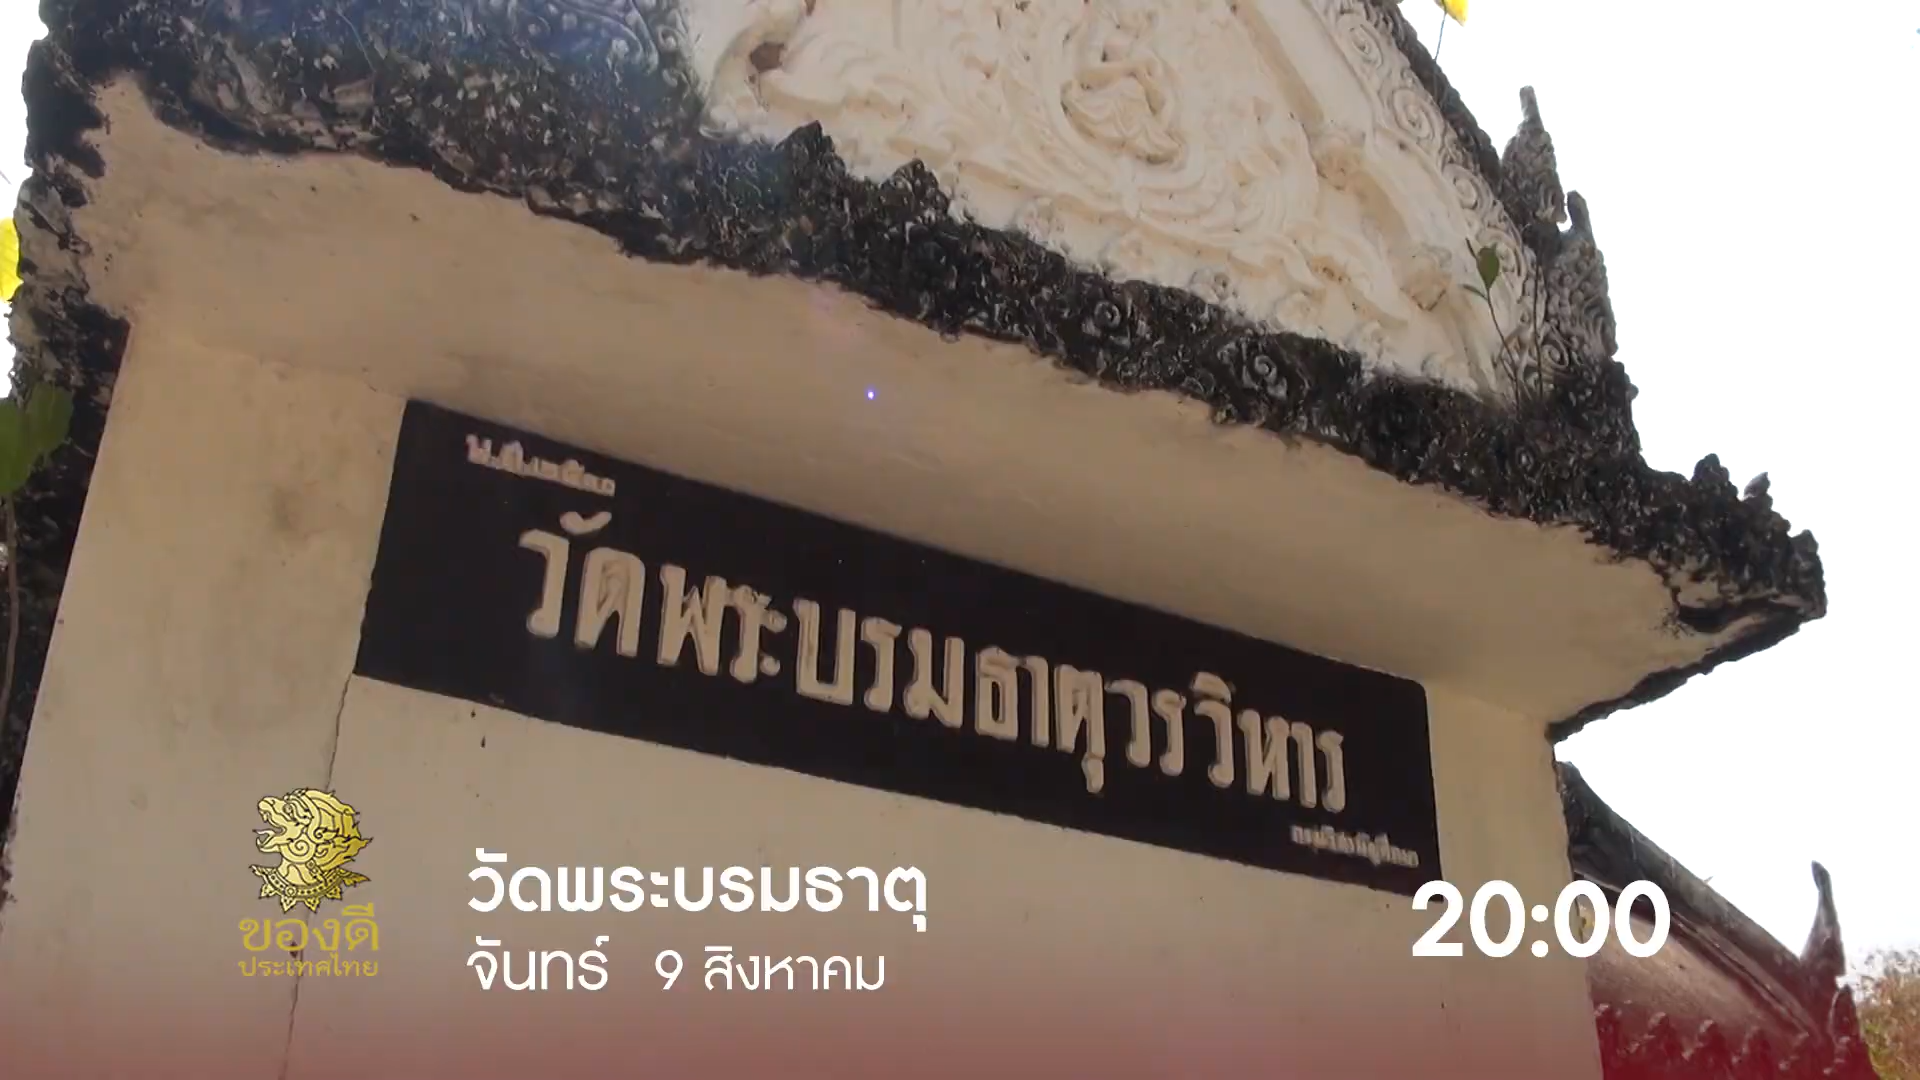 วัดพระบรมธาตุวรวิหาร
ของดี
ประเทศไทย
วัดพระบรมธาตุ
จันทร์ 9 สิงหาคม
20:00